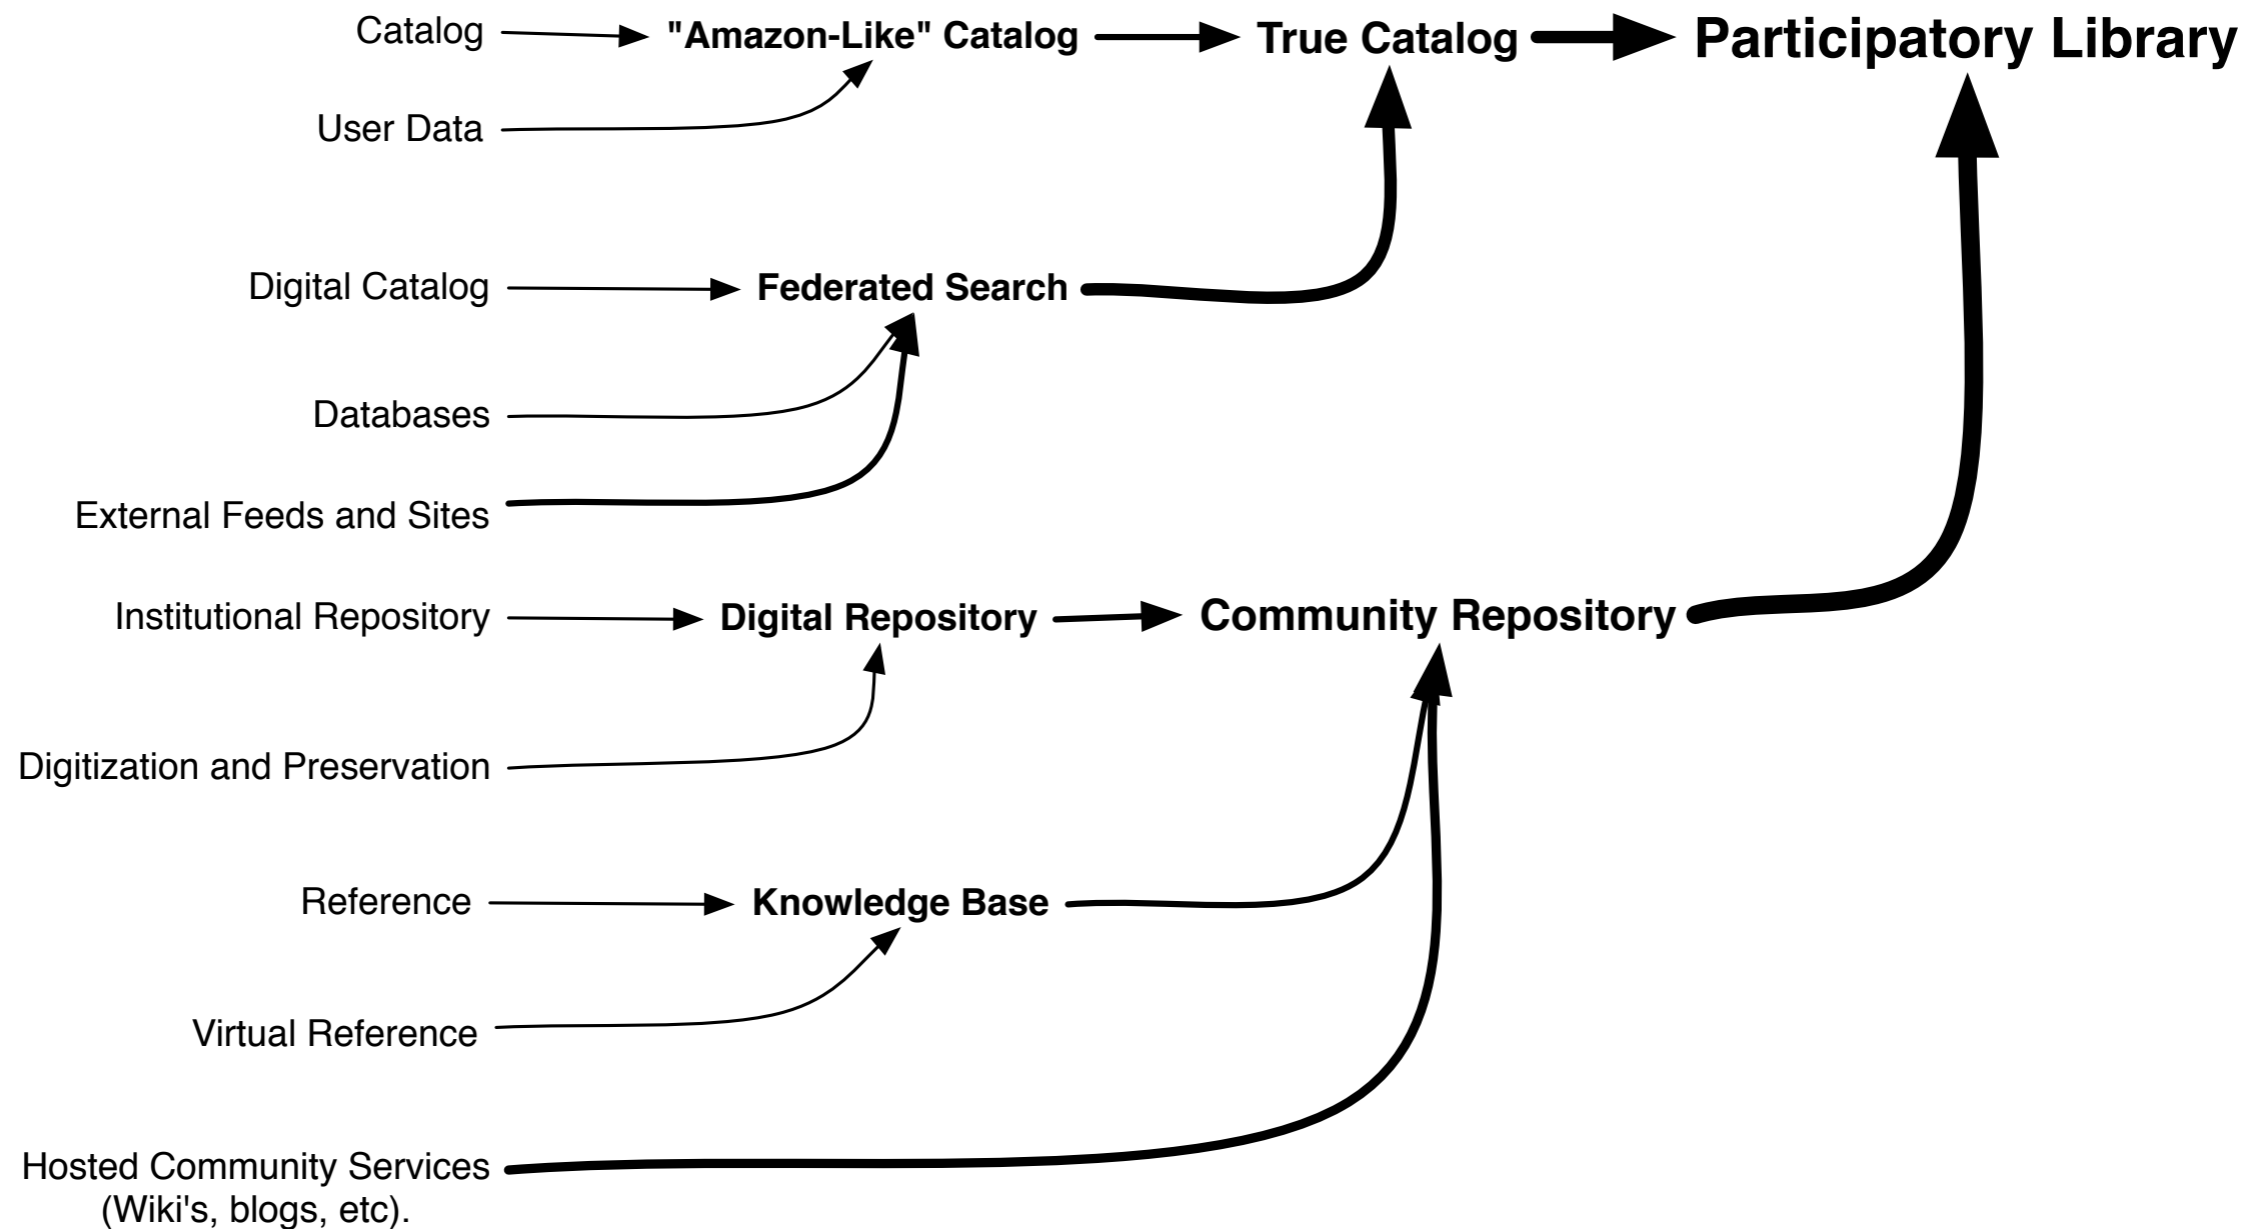 Catalog
"Amazon-Like" Catalog
True Catalog
Participatory Library
User Data
Digital Catalog
Federated Search
Databases
External Feeds and Sites
Institutional Repository
Digital Repository
Community Repository
Digitization and Preservation
Reference
Knowledge Base
Virtual Reference
Hosted Community Services
(Wiki's, blogs, etc).